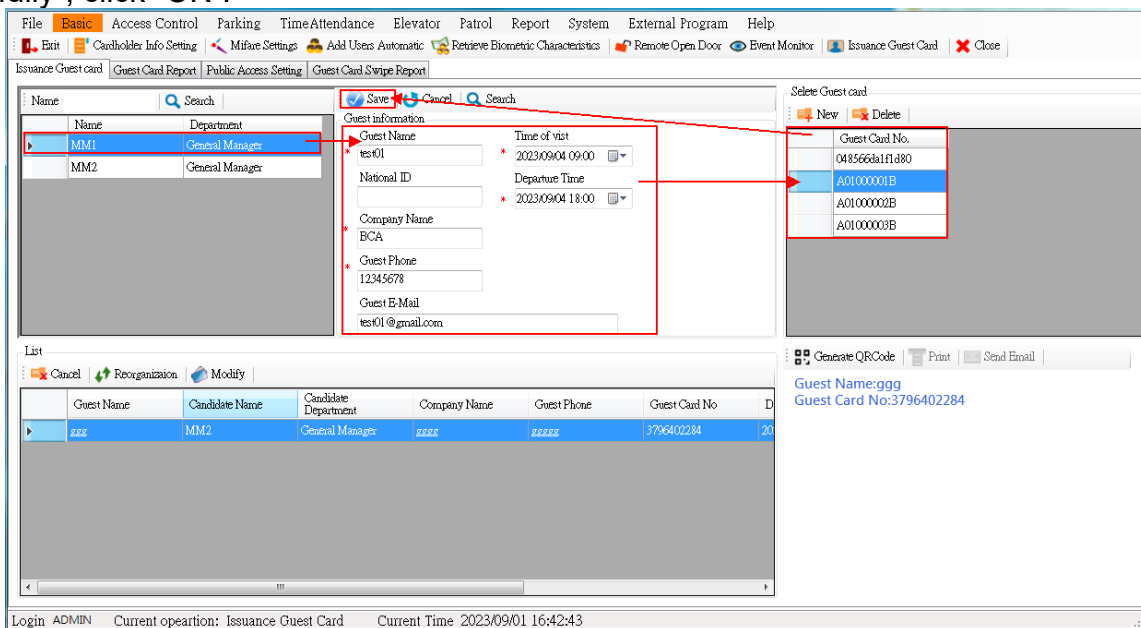 rully", click "OK".
File Basic Access Control Parking TimeAttendance Elevator Patrol Report System External Program Help
Exit Cardholder Info Setting Mifare Settings Add Users Automatic Retrieve Biometric Characteristics Remote Open Door Event Monitor Issuance Guest Card Close
Issuance Guest card Guest Card Report Public Access Setting Guest Card Swipe Report
Name Search
Name Department
MM1 General Manager
MM2 General Manager
Save Cancel Search
Guest information
Guest Name Time of vist
* test01 * 2023/09/04 09:00
National ID Departure Time
* 2023/09/04 18:00
Company Name
* BCA
Guest Phone
* 12345678
Guest E-Mail
test01@gmail.com
Selete Guest card
New Delete
Guest Card No.
048566da1f1d80
A01000001B
A01000002B
A01000003B
List
Cancel Reorganizaion Modify
Guest Name Candidate Name Candidate Department Company Name Guest Phone Guest Card No D
ggg MM2 General Manager gggg ggggg 3796402284 20
Generate QRCode Print Send Email
Guest Name:ggg
Guest Card No:3796402284
Login ADMIN Current opeartion: Issuance Guest Card Current Time 2023/09/01 16:42:43